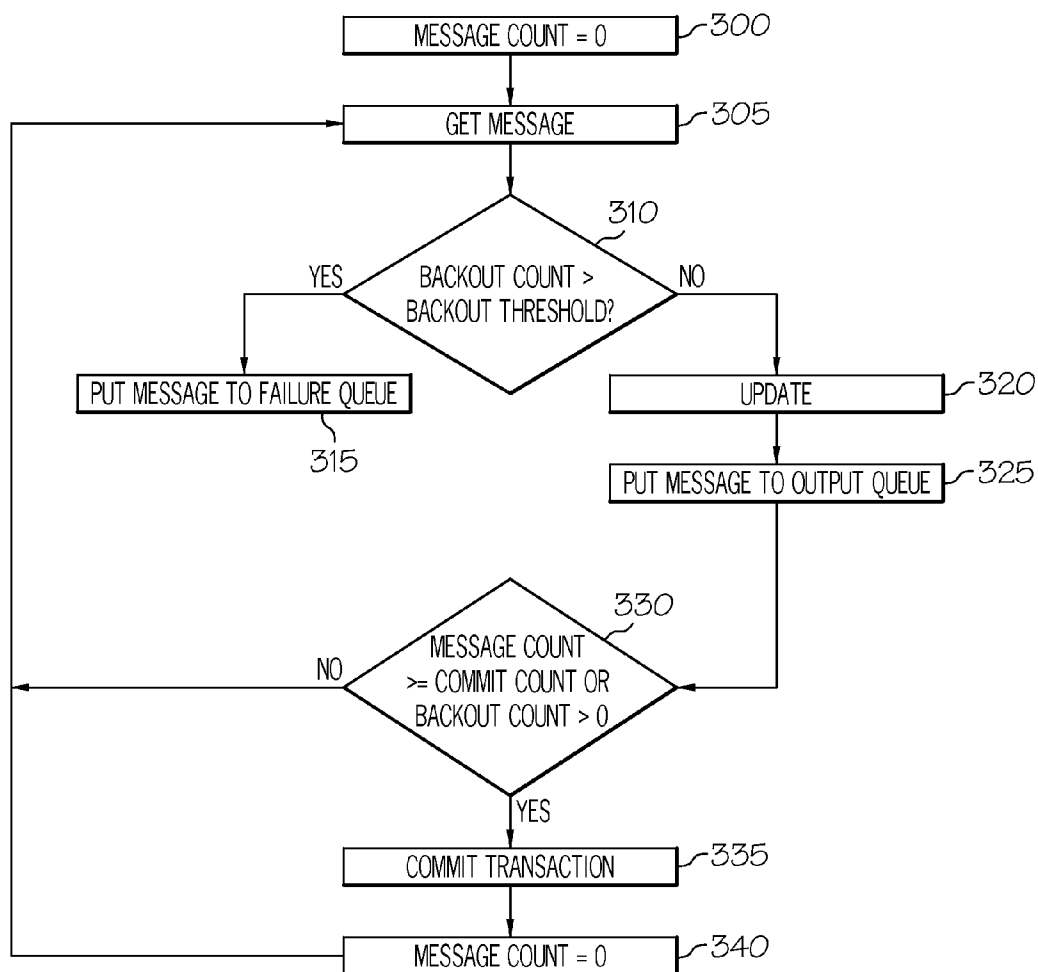 MESSAGE COUNT = 0
300
GET MESSAGE
305
310
YES
BACKOUT COUNT >
BACKOUT THRESHOLD?
NO
PUT MESSAGE TO FAILURE QUEUE
315
UPDATE
320
PUT MESSAGE TO OUTPUT QUEUE
325
330
NO
MESSAGE COUNT
>= COMMIT COUNT OR
BACKOUT COUNT > 0
YES
COMMIT TRANSACTION
335
MESSAGE COUNT = 0
340